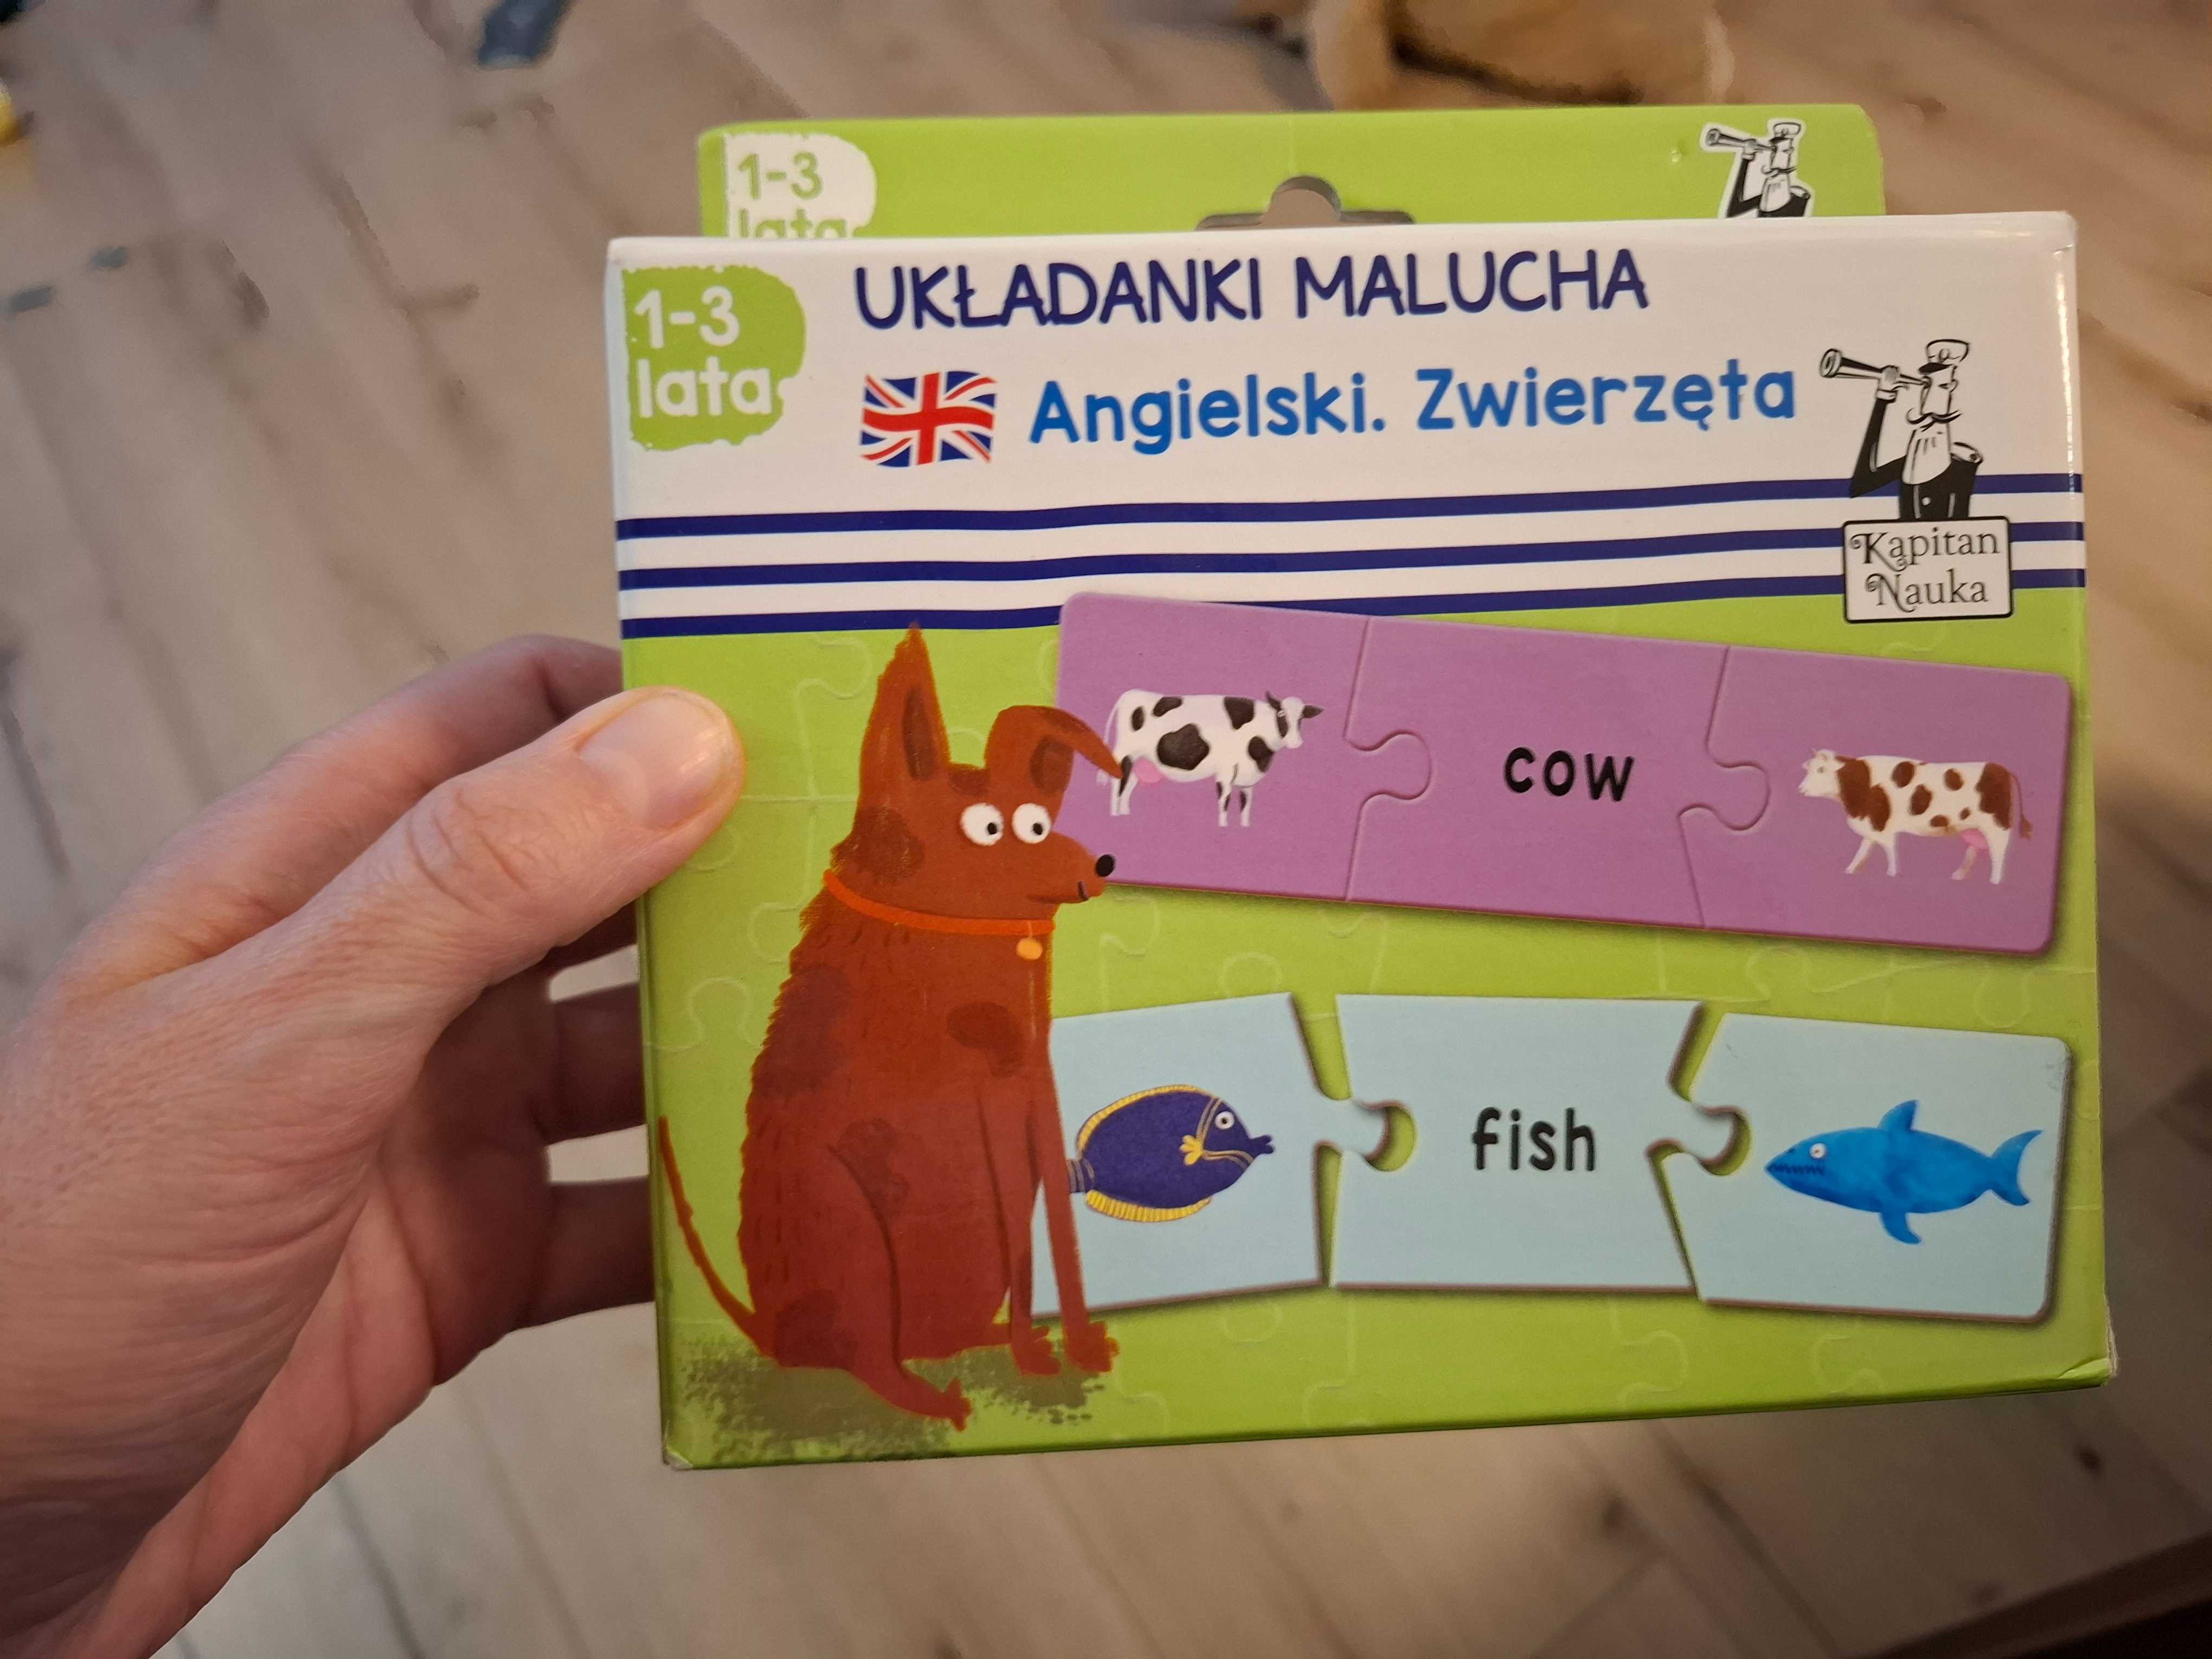 1-3
lata
1-3
lata
UKŁADANKI MALUCHA
Angielski. Zwierzęta
Kapitan
Nauka
cow
fish